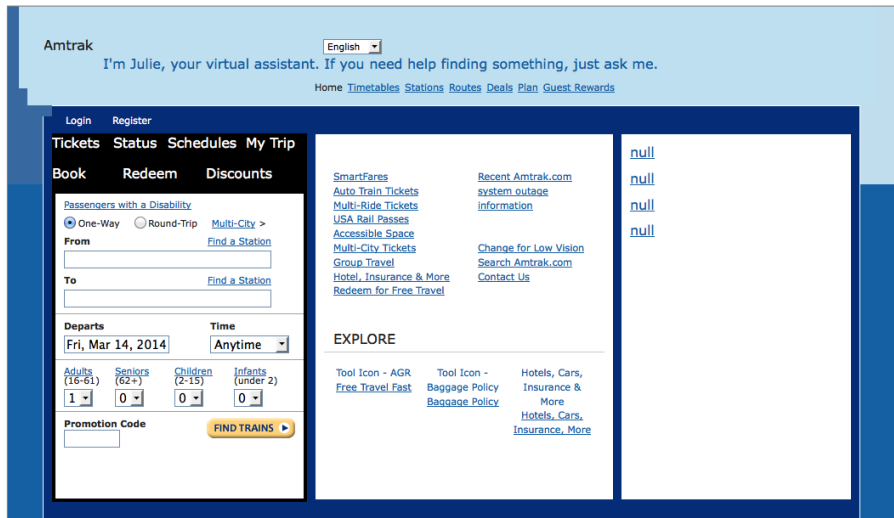 Amtrak
English
I'm Julie, your virtual assistant. If you need help finding something, just ask me.
Home Timetables Stations Routes Deals Plan Guest Rewards
Login Register
Tickets Status Schedules My Trip
Book Redeem Discounts
Passengers with a Disability
One-Way Round-Trip Multi-City >
From Find a Station
To Find a Station
Departs Time
Fri, Mar 14, 2014 Anytime
Adults Seniors Children Infants
(16-61) (62+) (2-15) (under 2)
1 0 0 0
Promotion Code
FIND TRAINS
SmartFares
Auto Train Tickets
Multi-Ride Tickets
USA Rail Passes
Accessible Space
Multi-City Tickets
Group Travel
Hotel, Insurance & More
Redeem for Free Travel
Recent Amtrak.com
system outage
information
Change for Low Vision
Search Amtrak.com
Contact Us
EXPLORE
Tool Icon - AGR
Free Travel Fast
Tool Icon -
Baggage Policy
Baggage Policy
Hotels, Cars,
Insurance &
More
Hotels, Cars,
Insurance, More
null
null
null
null